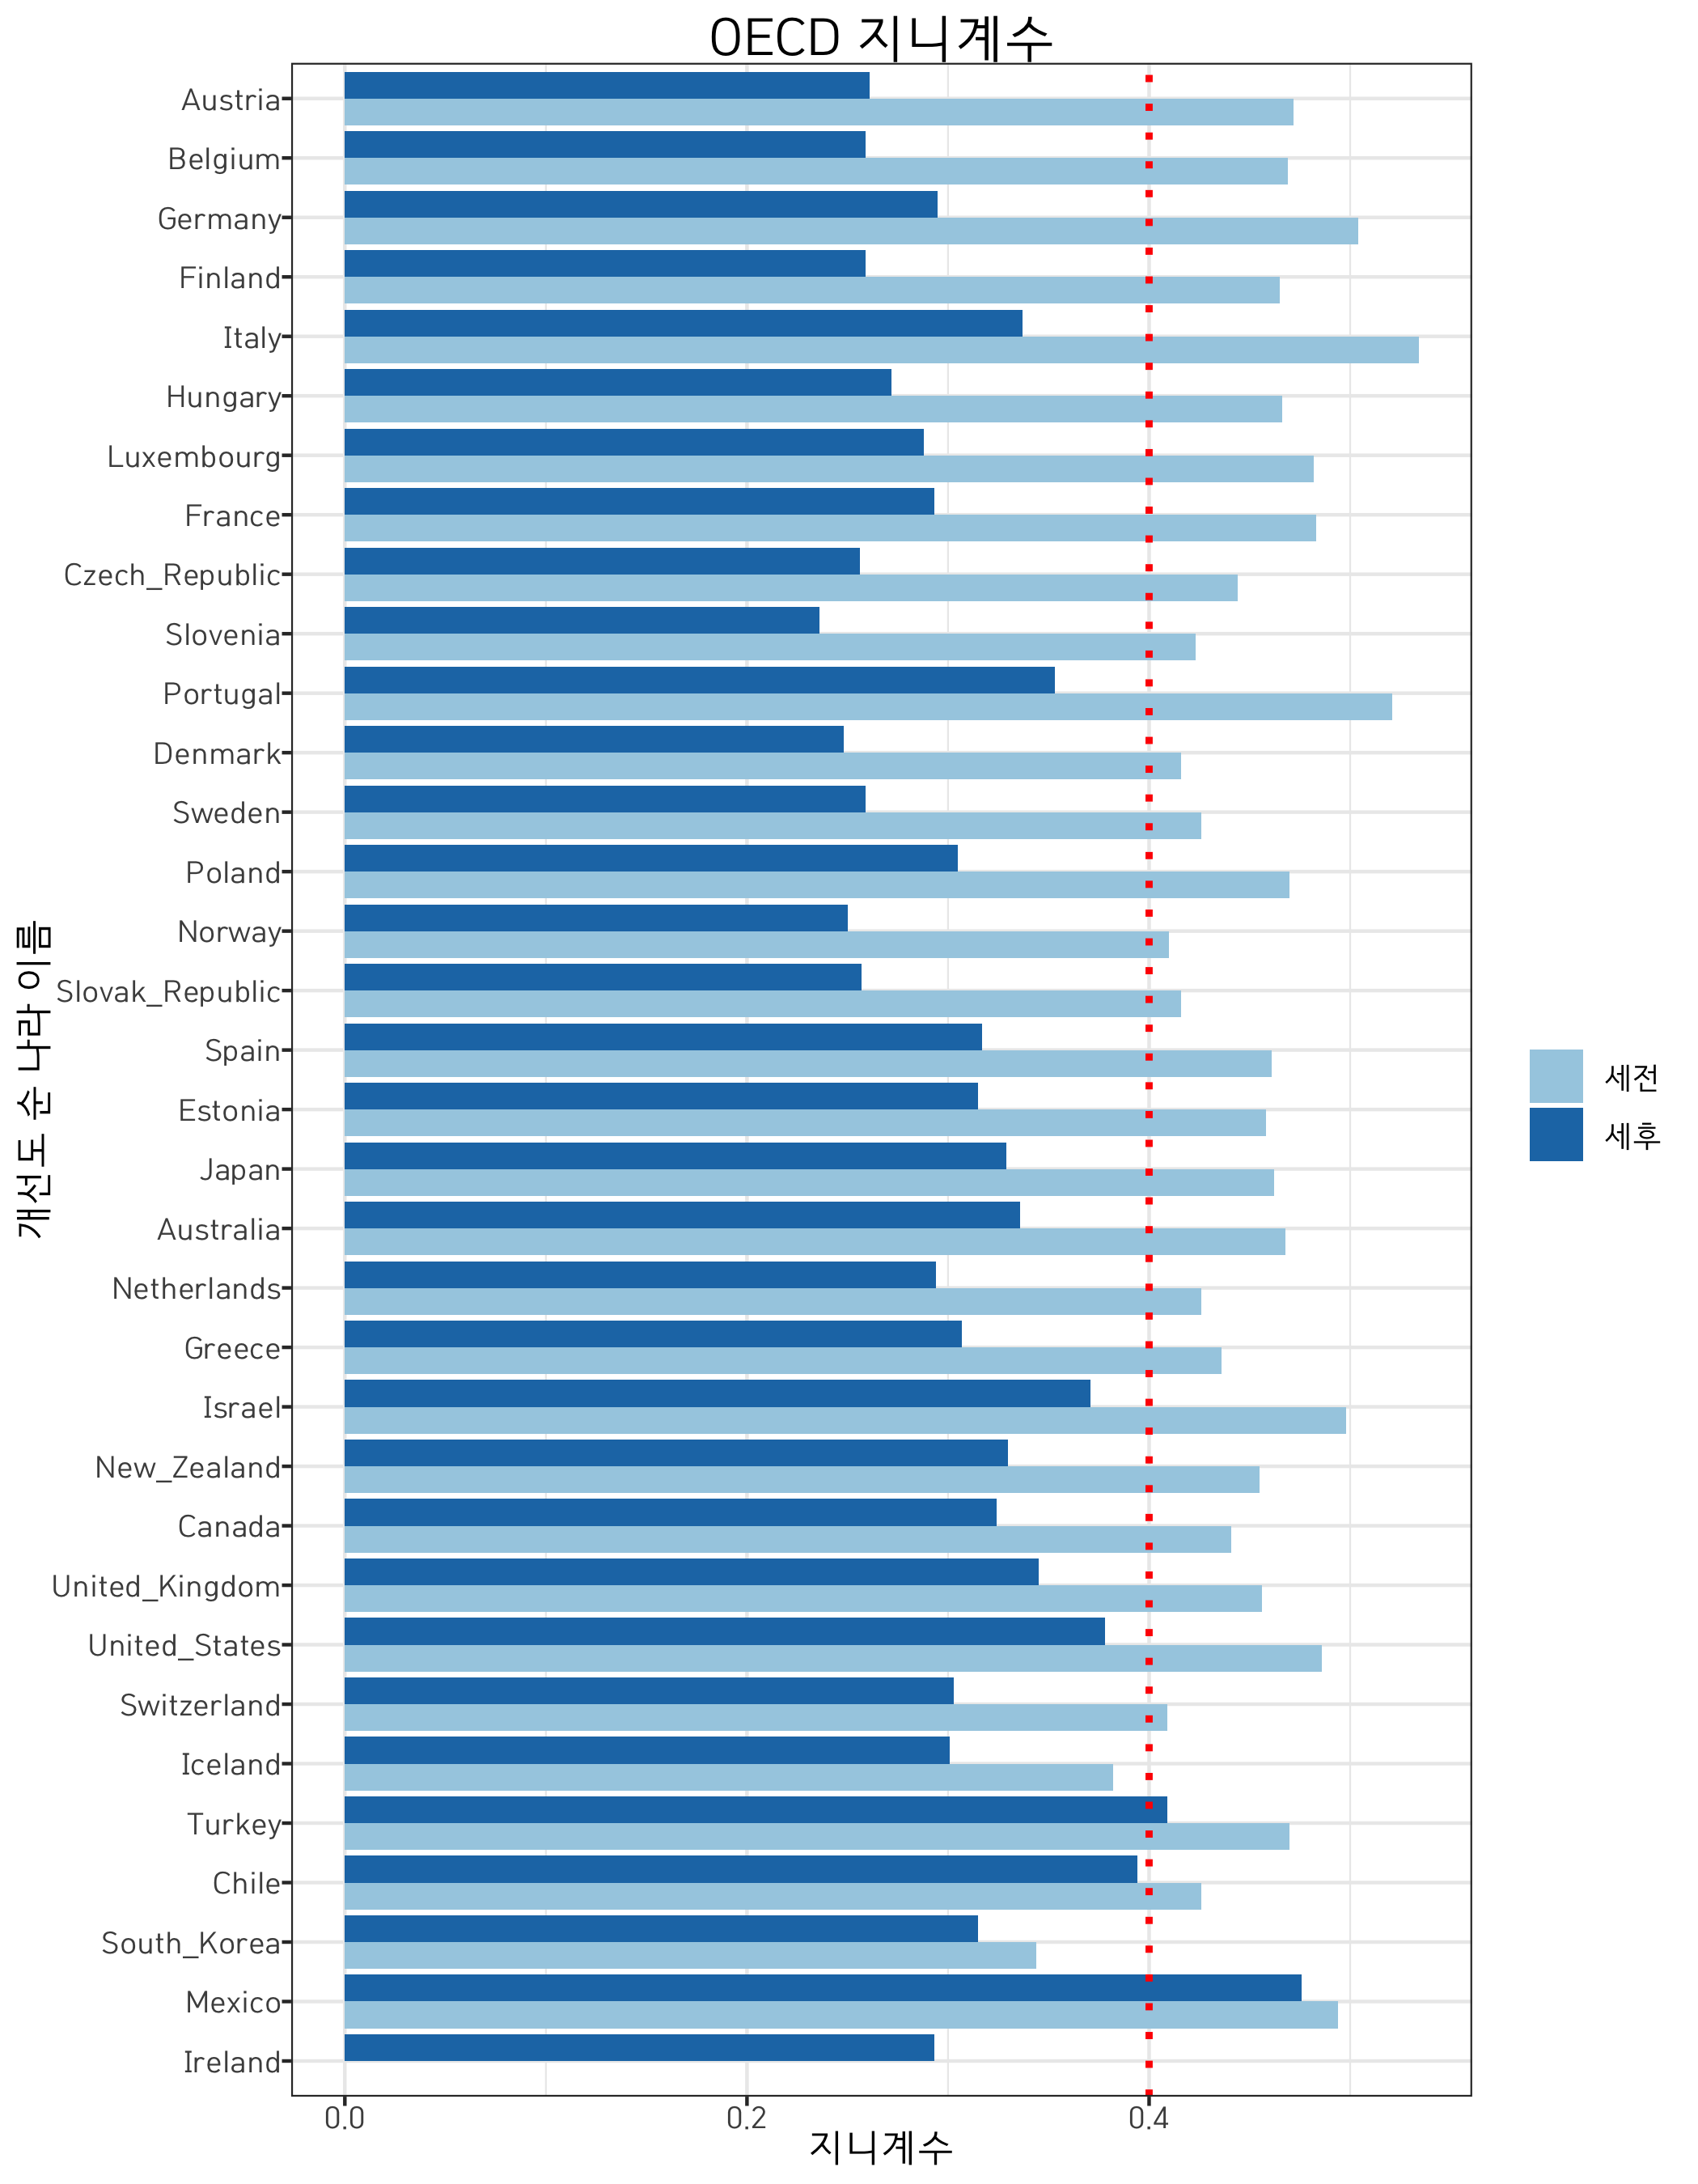 OECD 지니계수
개선도 순 나라 이름
Austria
Belgium
Germany
Finland
Italy
Hungary
Luxembourg
France
Czech_Republic
Slovenia
Portugal
Denmark
Sweden
Poland
Norway
Slovak_Republic
Spain
Estonia
Japan
Australia
Netherlands
Greece
Israel
New_Zealand
Canada
United_Kingdom
United_States
Switzerland
Iceland
Turkey
Chile
South_Korea
Mexico
Ireland
0.0 0.2 0.4
지니계수
세전
세후